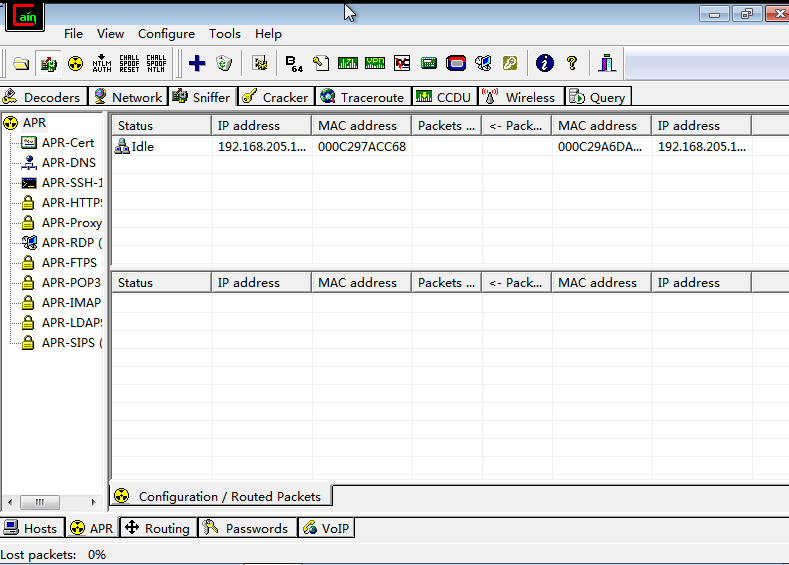 ain
File View Configure Tools Help
NTLM AUTH
CHALL SPOOF RESET
CHALL SPOOF NTLM
B 64
Decoders Network Sniffer Cracker Traceroute CCDU Wireless Query
APR
APR-Cert
APR-DNS
APR-SSH-1
APR-HTTPS
APR-Proxy
APR-RDP (
APR-FTPS
APR-POP3
APR-IMAP
APR-LDAPS
APR-SIPS (
Status IP address MAC address Packets ... <- Pack... MAC address IP address
Idle 192.168.205.1... 000C297ACC68 000C29A6DA... 192.168.205.1...
Status IP address MAC address Packets ... <- Pack... MAC address IP address
Configuration / Routed Packets
Hosts APR Routing Passwords VoIP
Lost packets: 0%